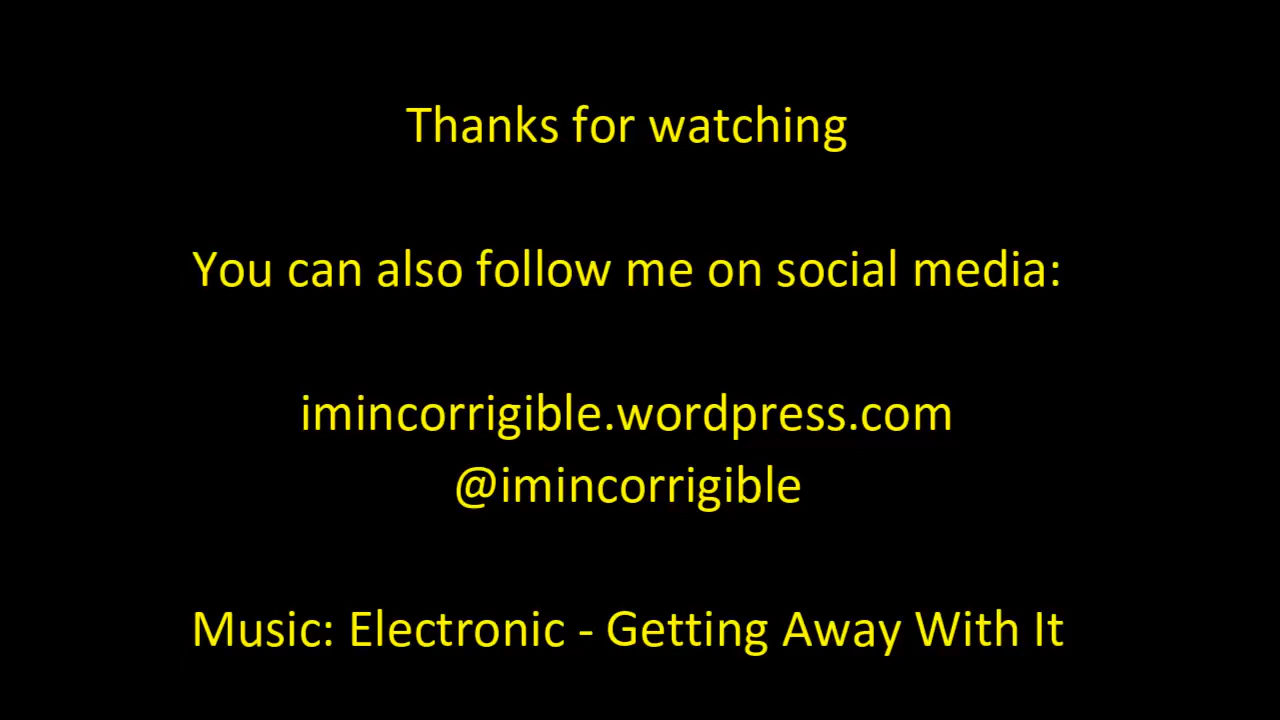 Thanks for watching
You can also follow me on social media:
imincorrigible.wordpress.com
@imincorrigible
Music: Electronic - Getting Away With It